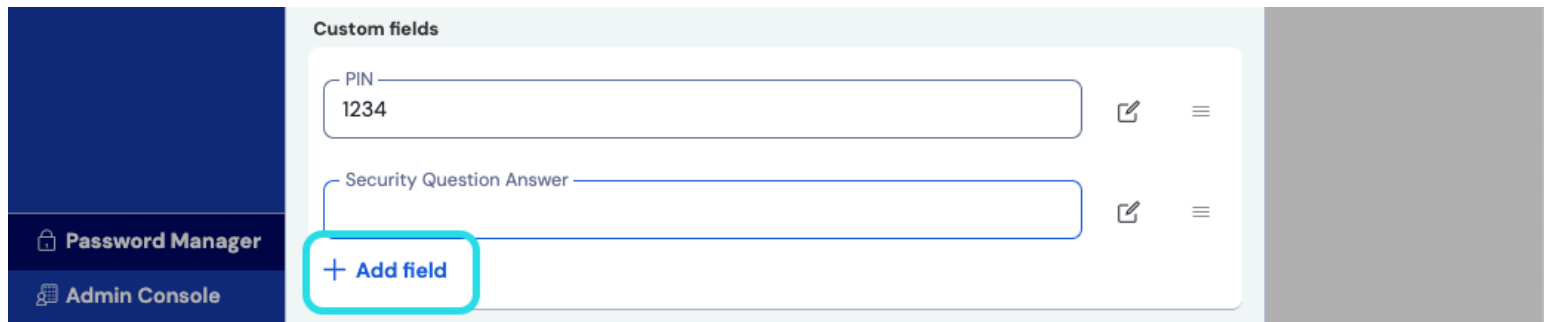 Custom fields
PIN
1234
Security Question Answer
Password Manager
+ Add field
Admin Console